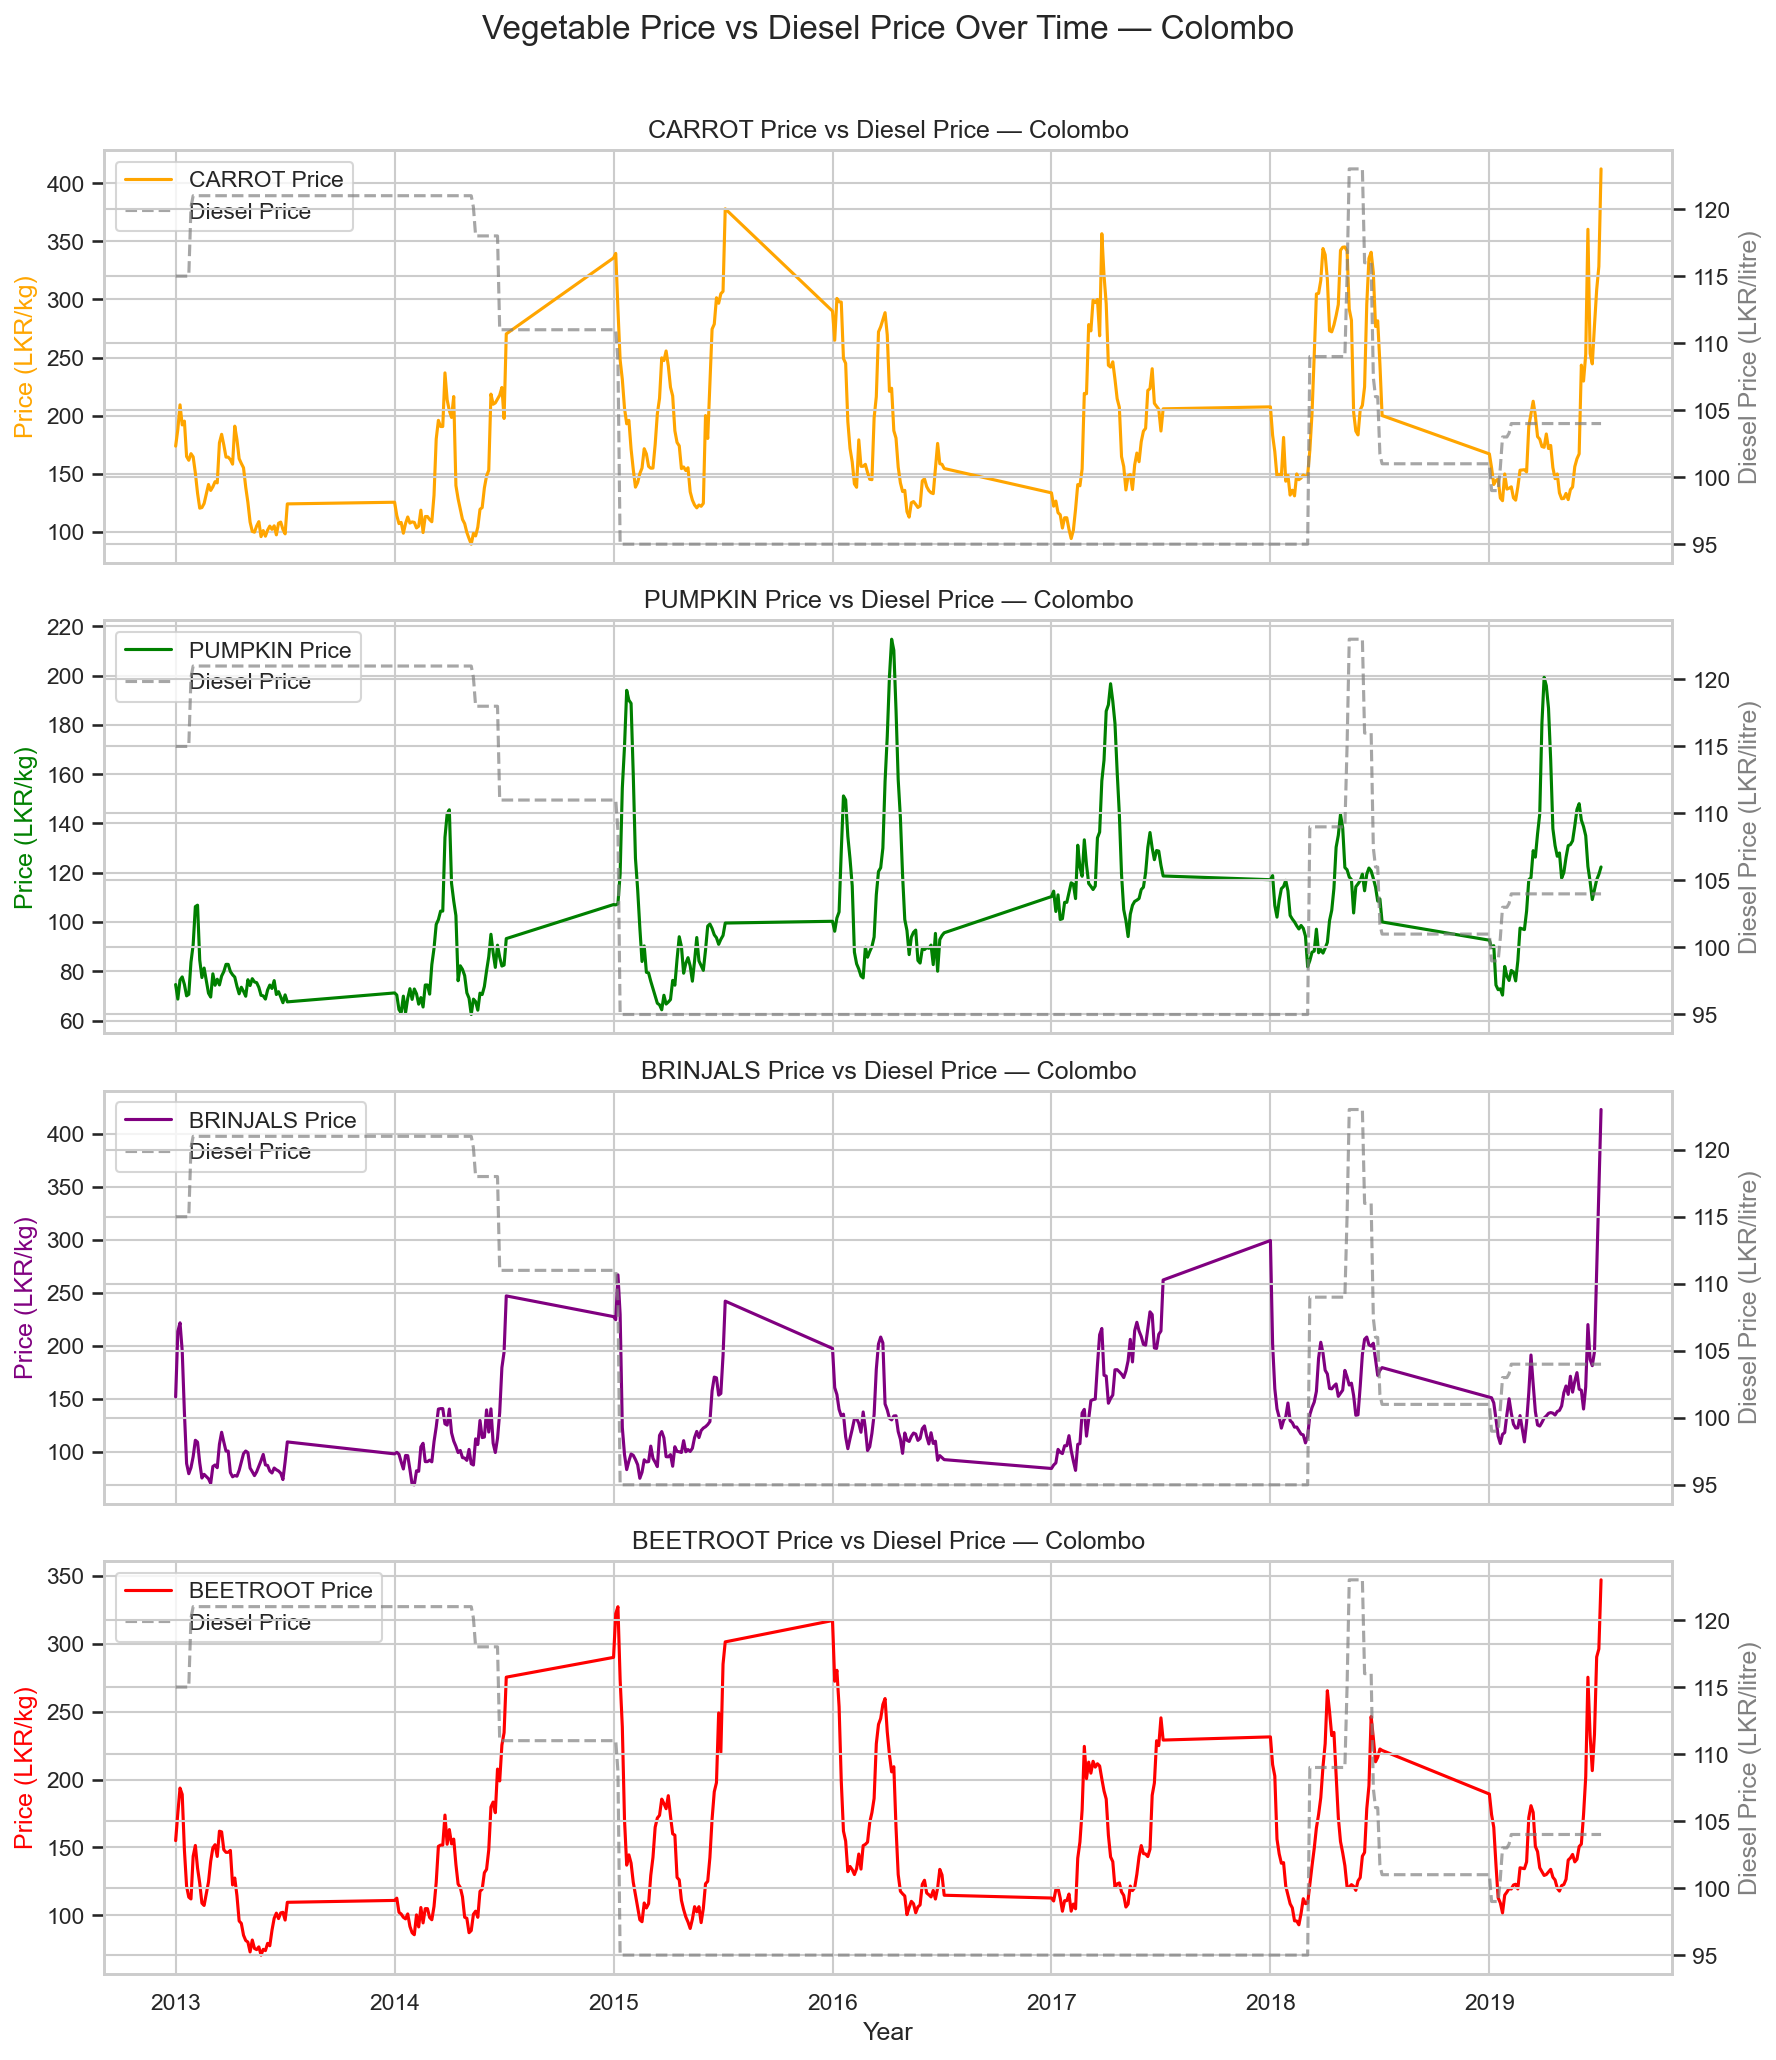 Vegetable Price vs Diesel Price Over Time — Colombo
CARROT Price vs Diesel Price — Colombo
CARROT Price
Diesel Price
400
350
300
250
200
150
100
Price (LKR/kg)
120
115
110
105
100
95
Diesel Price (LKR/litre)
PUMPKIN Price vs Diesel Price — Colombo
PUMPKIN Price
Diesel Price
220
200
180
160
140
120
100
80
60
Price (LKR/kg)
120
115
110
105
100
95
Diesel Price (LKR/litre)
BRINJALS Price vs Diesel Price — Colombo
BRINJALS Price
Diesel Price
400
350
300
250
200
150
100
Price (LKR/kg)
120
115
110
105
100
95
Diesel Price (LKR/litre)
BEETROOT Price vs Diesel Price — Colombo
BEETROOT Price
Diesel Price
350
300
250
200
150
100
Price (LKR/kg)
120
115
110
105
100
95
Diesel Price (LKR/litre)
2013 2014 2015 2016 2017 2018 2019
Year